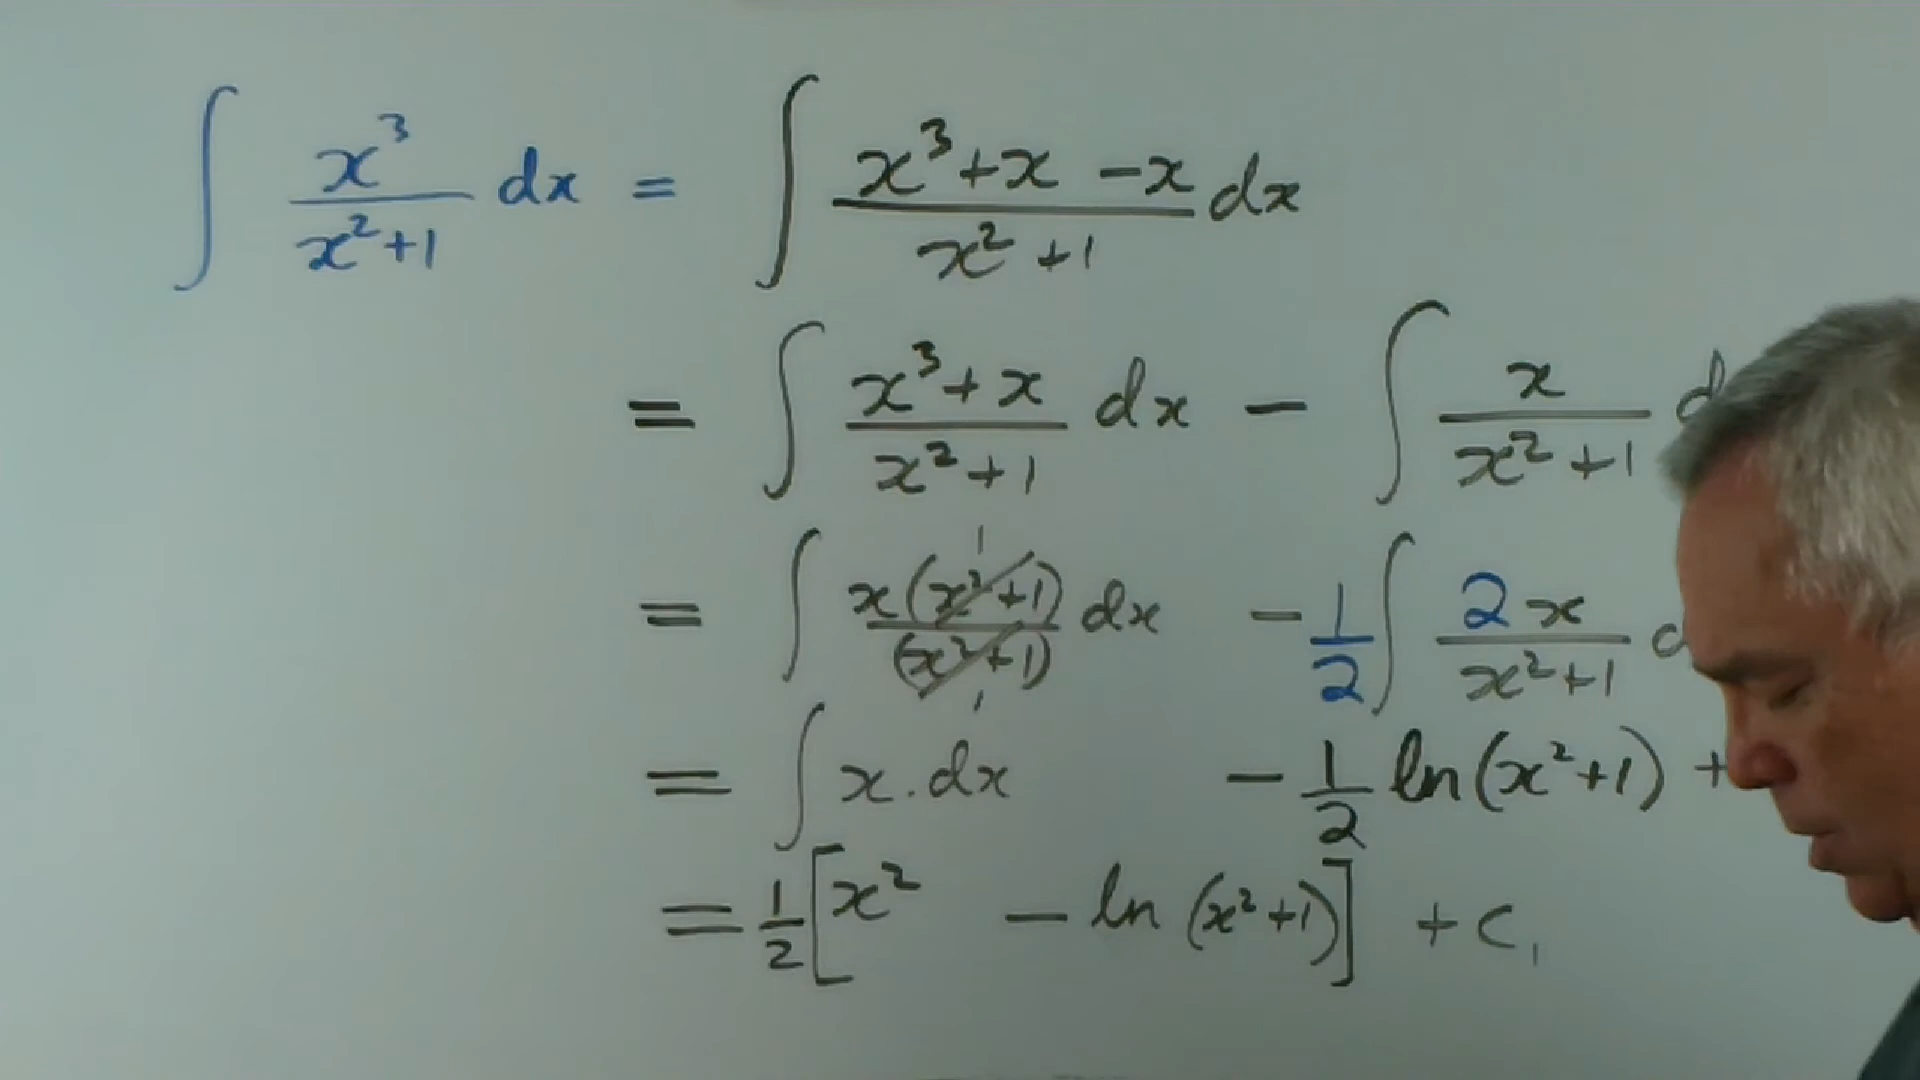 ∫ x³/(x²+1) dx = ∫ (x³+x −x)/(x²+1) dx
= ∫ (x³+x)/(x²+1) dx − ∫ x/(x²+1) d
= ∫ x(x²+1)/(x²+1) dx − 1/2 ∫ 2x/(x²+1) d
= ∫ x.dx − 1/2 ln(x²+1) +
= 1/2 [x² − ln(x²+1)] + C₁